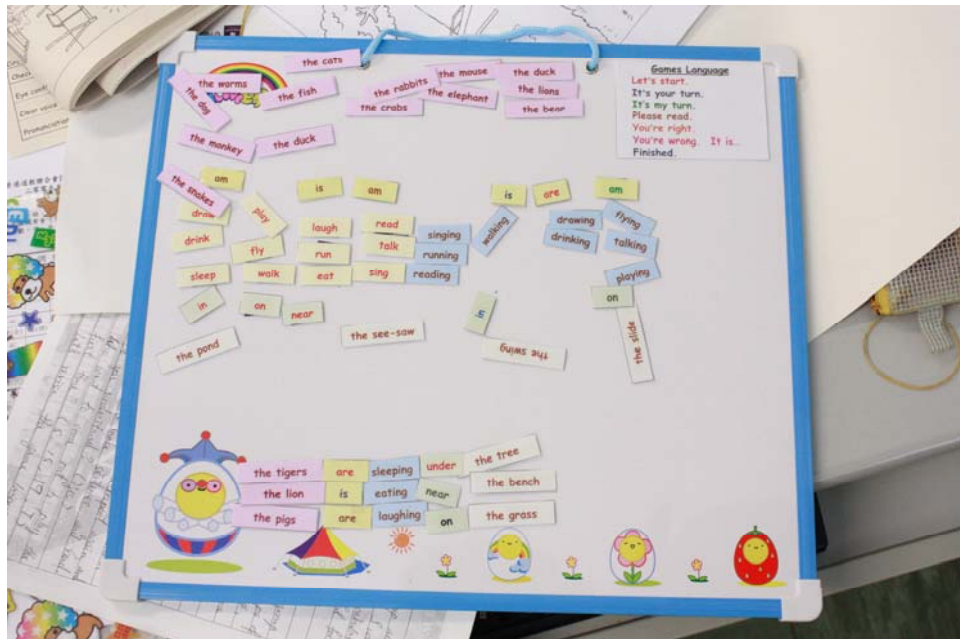 the cats
the worms
the dog
the fish
the rabbits
the mouse
the duck
the elephant
the lions
the crabs
the bear
the monkey
the duck
the snakes
Games Language
Let's start.
It's your turn.
It's my turn.
Please read.
You're right.
You're wrong. It is..
Finished.
am
is
am
is
are
am
draw
play
laugh
read
singing
walking
drawing
flying
drink
fly
run
talk
running
drinking
talking
sleep
walk
eat
sing
reading
playing
in
on
near
in
on
the pond
the see-saw
the swing
the slide
the tigers are sleeping under the tree
the lion is eating near the bench
the pigs are laughing on the grass